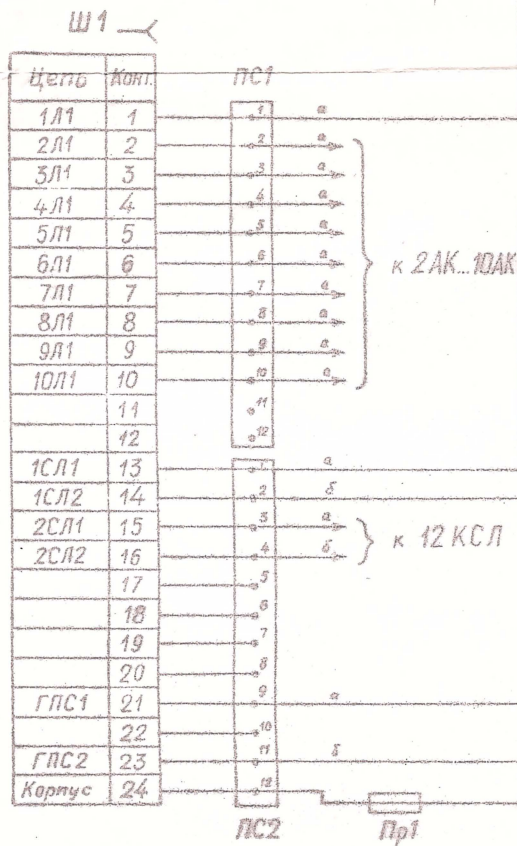 Ш1
Цепь Конт. ПС1
1Л1 1 1 а
2Л1 2 2 а
3Л1 3 3 а
4Л1 4 4 а
5Л1 5 5 а
6Л1 6 6 а к 2АК...10АК
7Л1 7 7 а
8Л1 8 8 а
9Л1 9 9 а
10Л1 10 10 а
11 11
12 12
1СЛ1 13 1 а
1СЛ2 14 2 б
2СЛ1 15 3 а
к 12 КСЛ
2СЛ2 16 4 б
17 5
18 6
19 7
20 8
ГПС1 21 9 а
22 10
ГПС2 23 11 б
Корпус 24 12
ПС2 Пр1